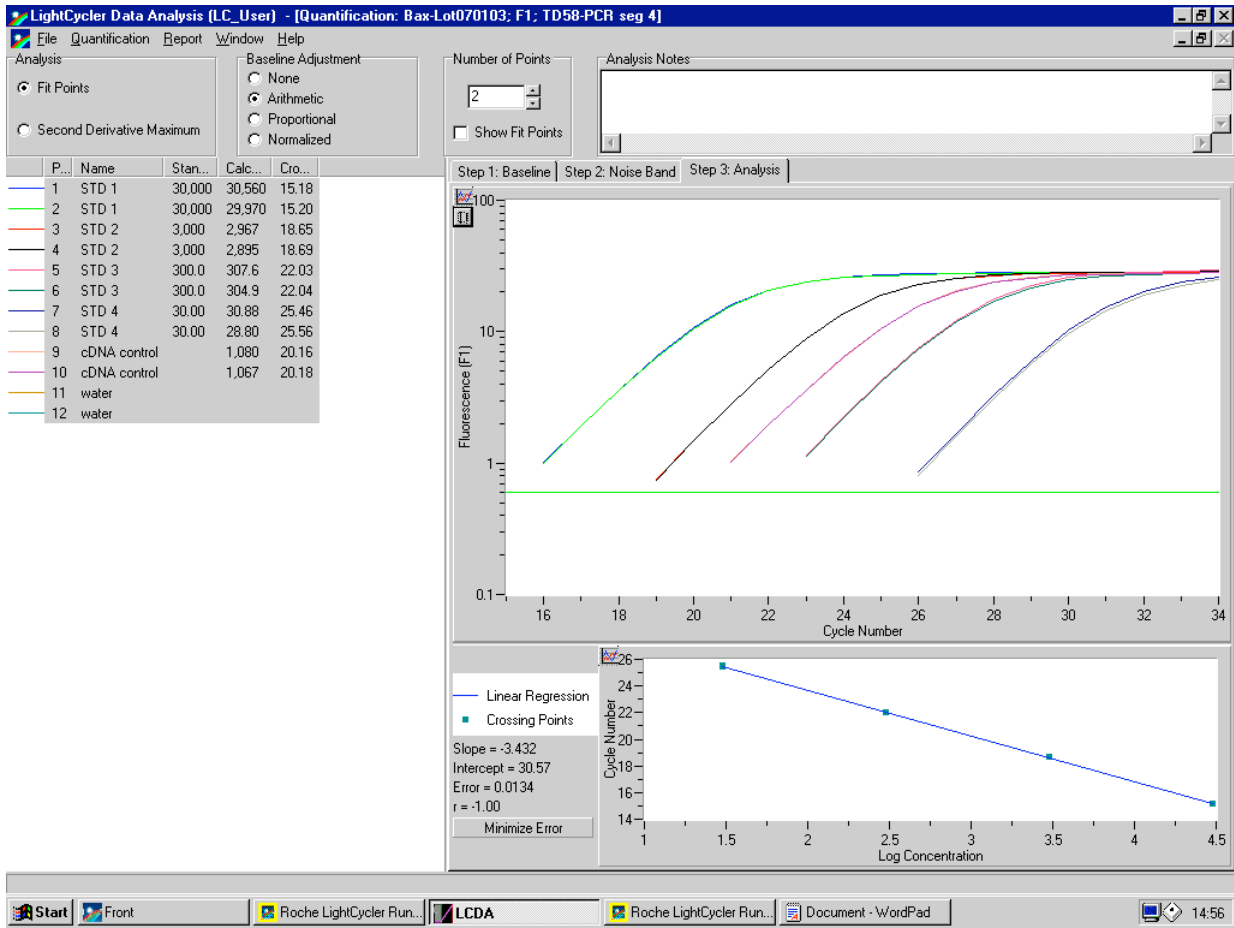 LightCycler Data Analysis (LC_User) - [Quantification: Bax-Lot070103; F1; TD58-PCR seg 4]
File Quantification Report Window Help
Analysis
Fit Points
Second Derivative Maximum
Baseline Adjustment
None
Arithmetic
Proportional
Normalized
Number of Points
2
Show Fit Points
Analysis Notes
P... Name Stan... Calc... Cro...
1 STD 1 30,000 30,560 15.18
2 STD 1 30,000 29,970 15.20
3 STD 2 3,000 2,967 18.65
4 STD 2 3,000 2,895 18.69
5 STD 3 300.0 307.6 22.03
6 STD 3 300.0 304.9 22.04
7 STD 4 30.00 30.88 25.46
8 STD 4 30.00 28.80 25.56
9 cDNA control 1,080 20.16
10 cDNA control 1,067 20.18
11 water
12 water
Step 1: Baseline Step 2: Noise Band Step 3: Analysis
100
10
1
0.1
Fluorescence (F1)
16 18 20 22 24 26 28 30 32 34
Cycle Number
Linear Regression
Crossing Points
Slope = -3.432
Intercept = 30.57
Error = 0.0134
r = -1.00
Minimize Error
26
24
22
20
18
16
14
Cycle Number
1 1.5 2 2.5 3 3.5 4 4.5
Log Concentration
Start Front Roche LightCycler Run... LCDA Roche LightCycler Run... Document - WordPad 14:56